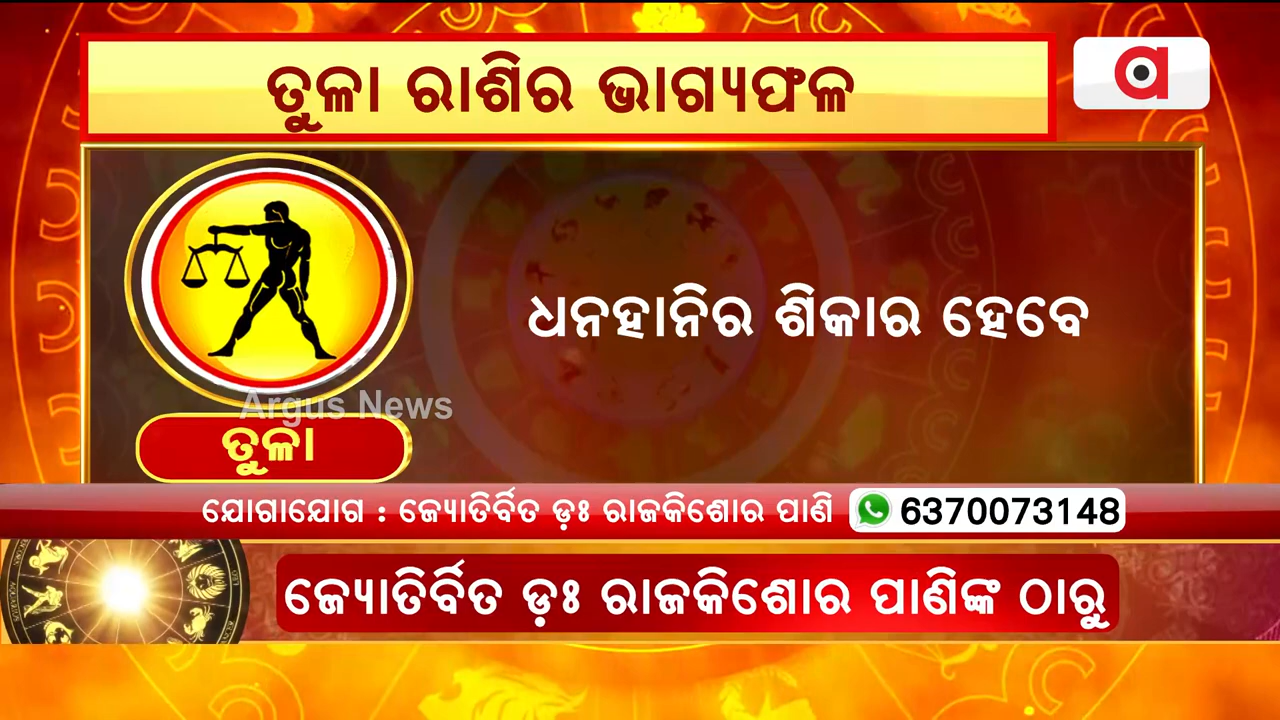 ତୁଳା ରାଶିର ଭାଗ୍ୟଫଳ
a
ଧନହାନିର ଶିକାର ହେବେ
Argus News
ତୁଳା
ଯୋଗାଯୋଗ : ଜ୍ୟୋତିର୍ବିତ ଡ଼ଃ ରାଜକିଶୋର ପାଣି 6370073148
ଜ୍ୟୋତିର୍ବିତ ଡ଼ଃ ରାଜକିଶୋର ପାଣିଙ୍କ ଠାରୁ